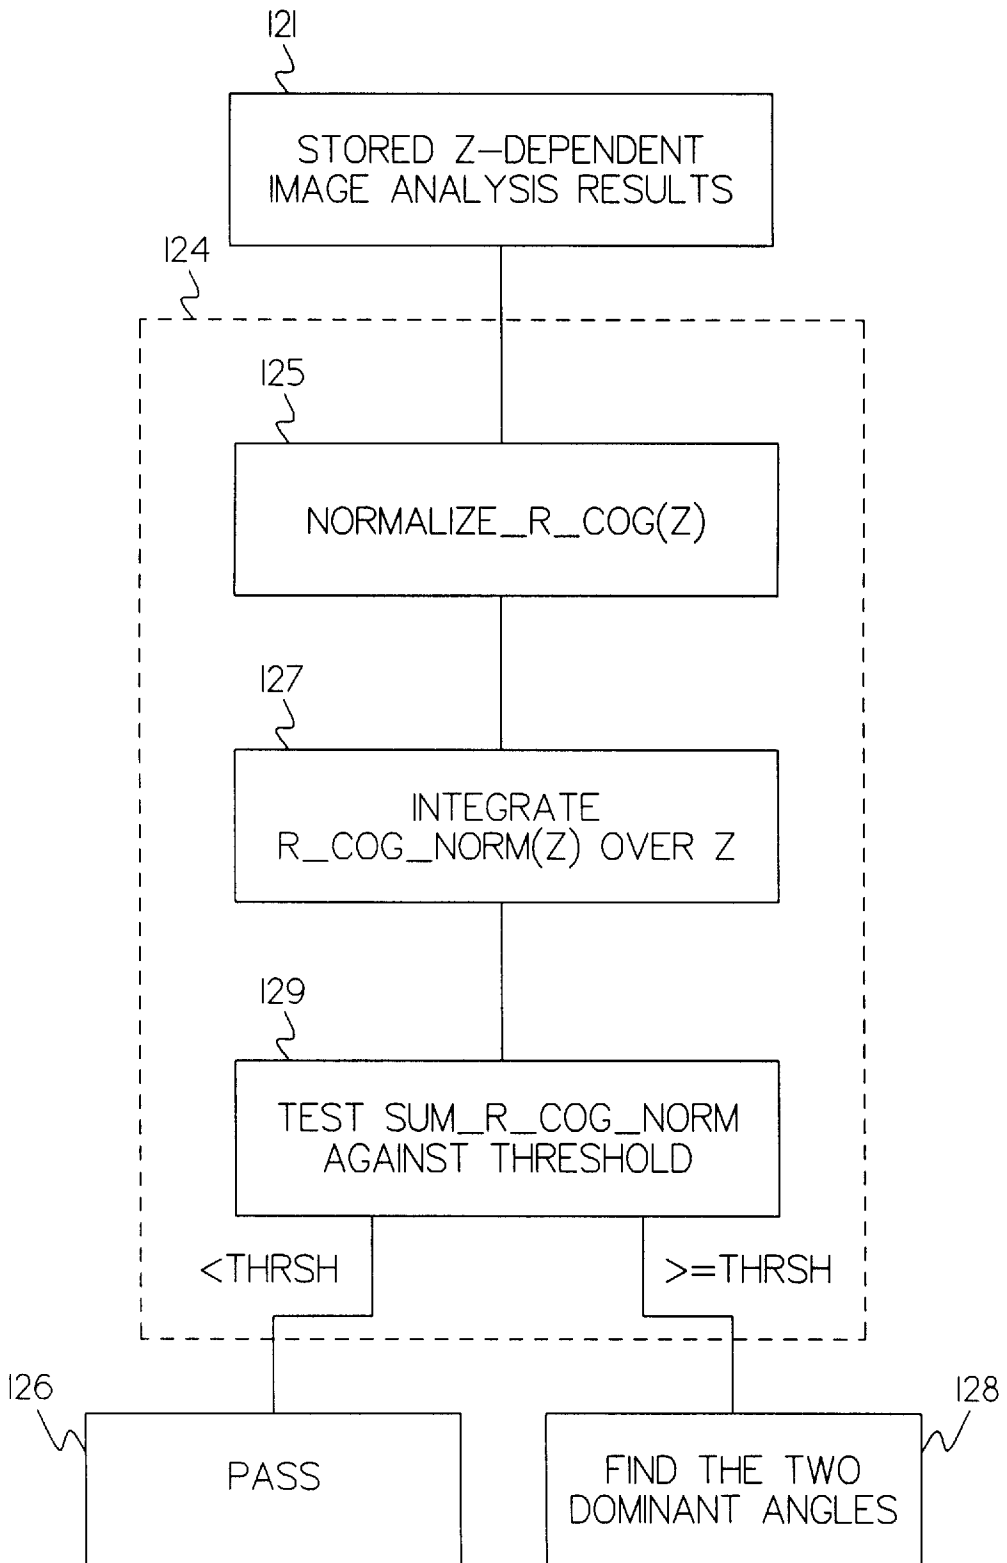 121
STORED Z-DEPENDENT
IMAGE ANALYSIS RESULTS
124
125
NORMALIZE_R_COG(Z)
127
INTEGRATE
R_COG_NORM(Z) OVER Z
129
TEST SUM_R_COG_NORM
AGAINST THRESHOLD
<THRSH
>=THRSH
126
PASS
128
FIND THE TWO
DOMINANT ANGLES